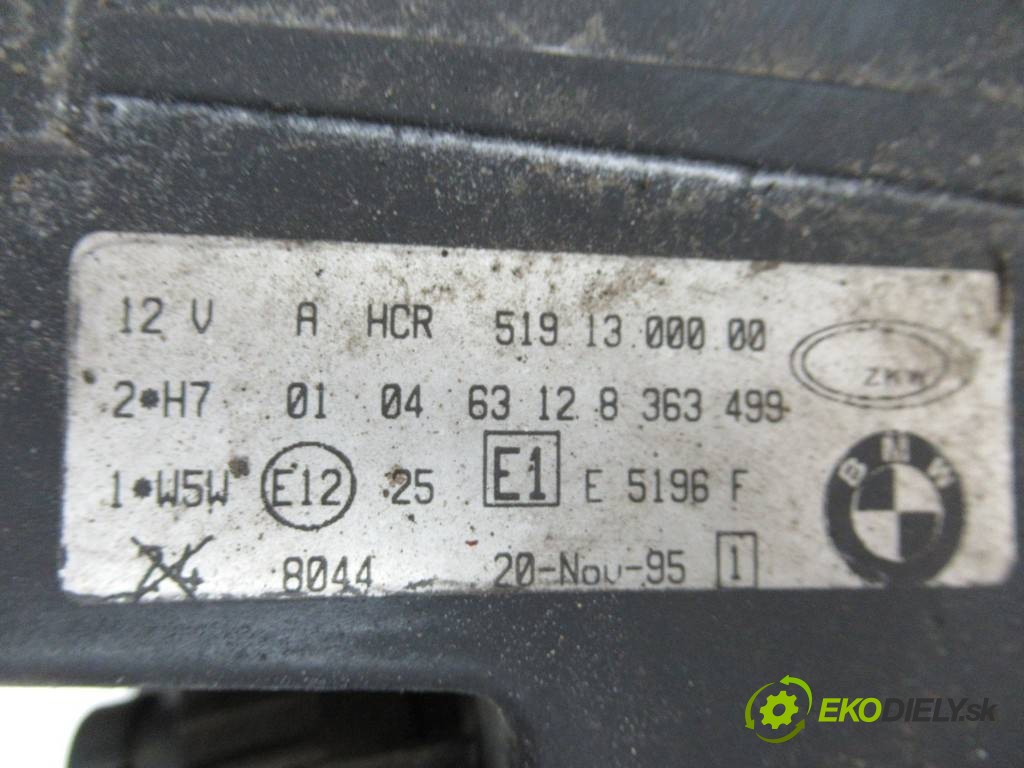 12 V A HCR 519 13 000 00
ZKW
2*H7 01 04 63 12 8 363 499
1*W5W E12 25 E1 E 5196 F
BMW
24 8044 20-Nov-95 1
EKODIELY.sk